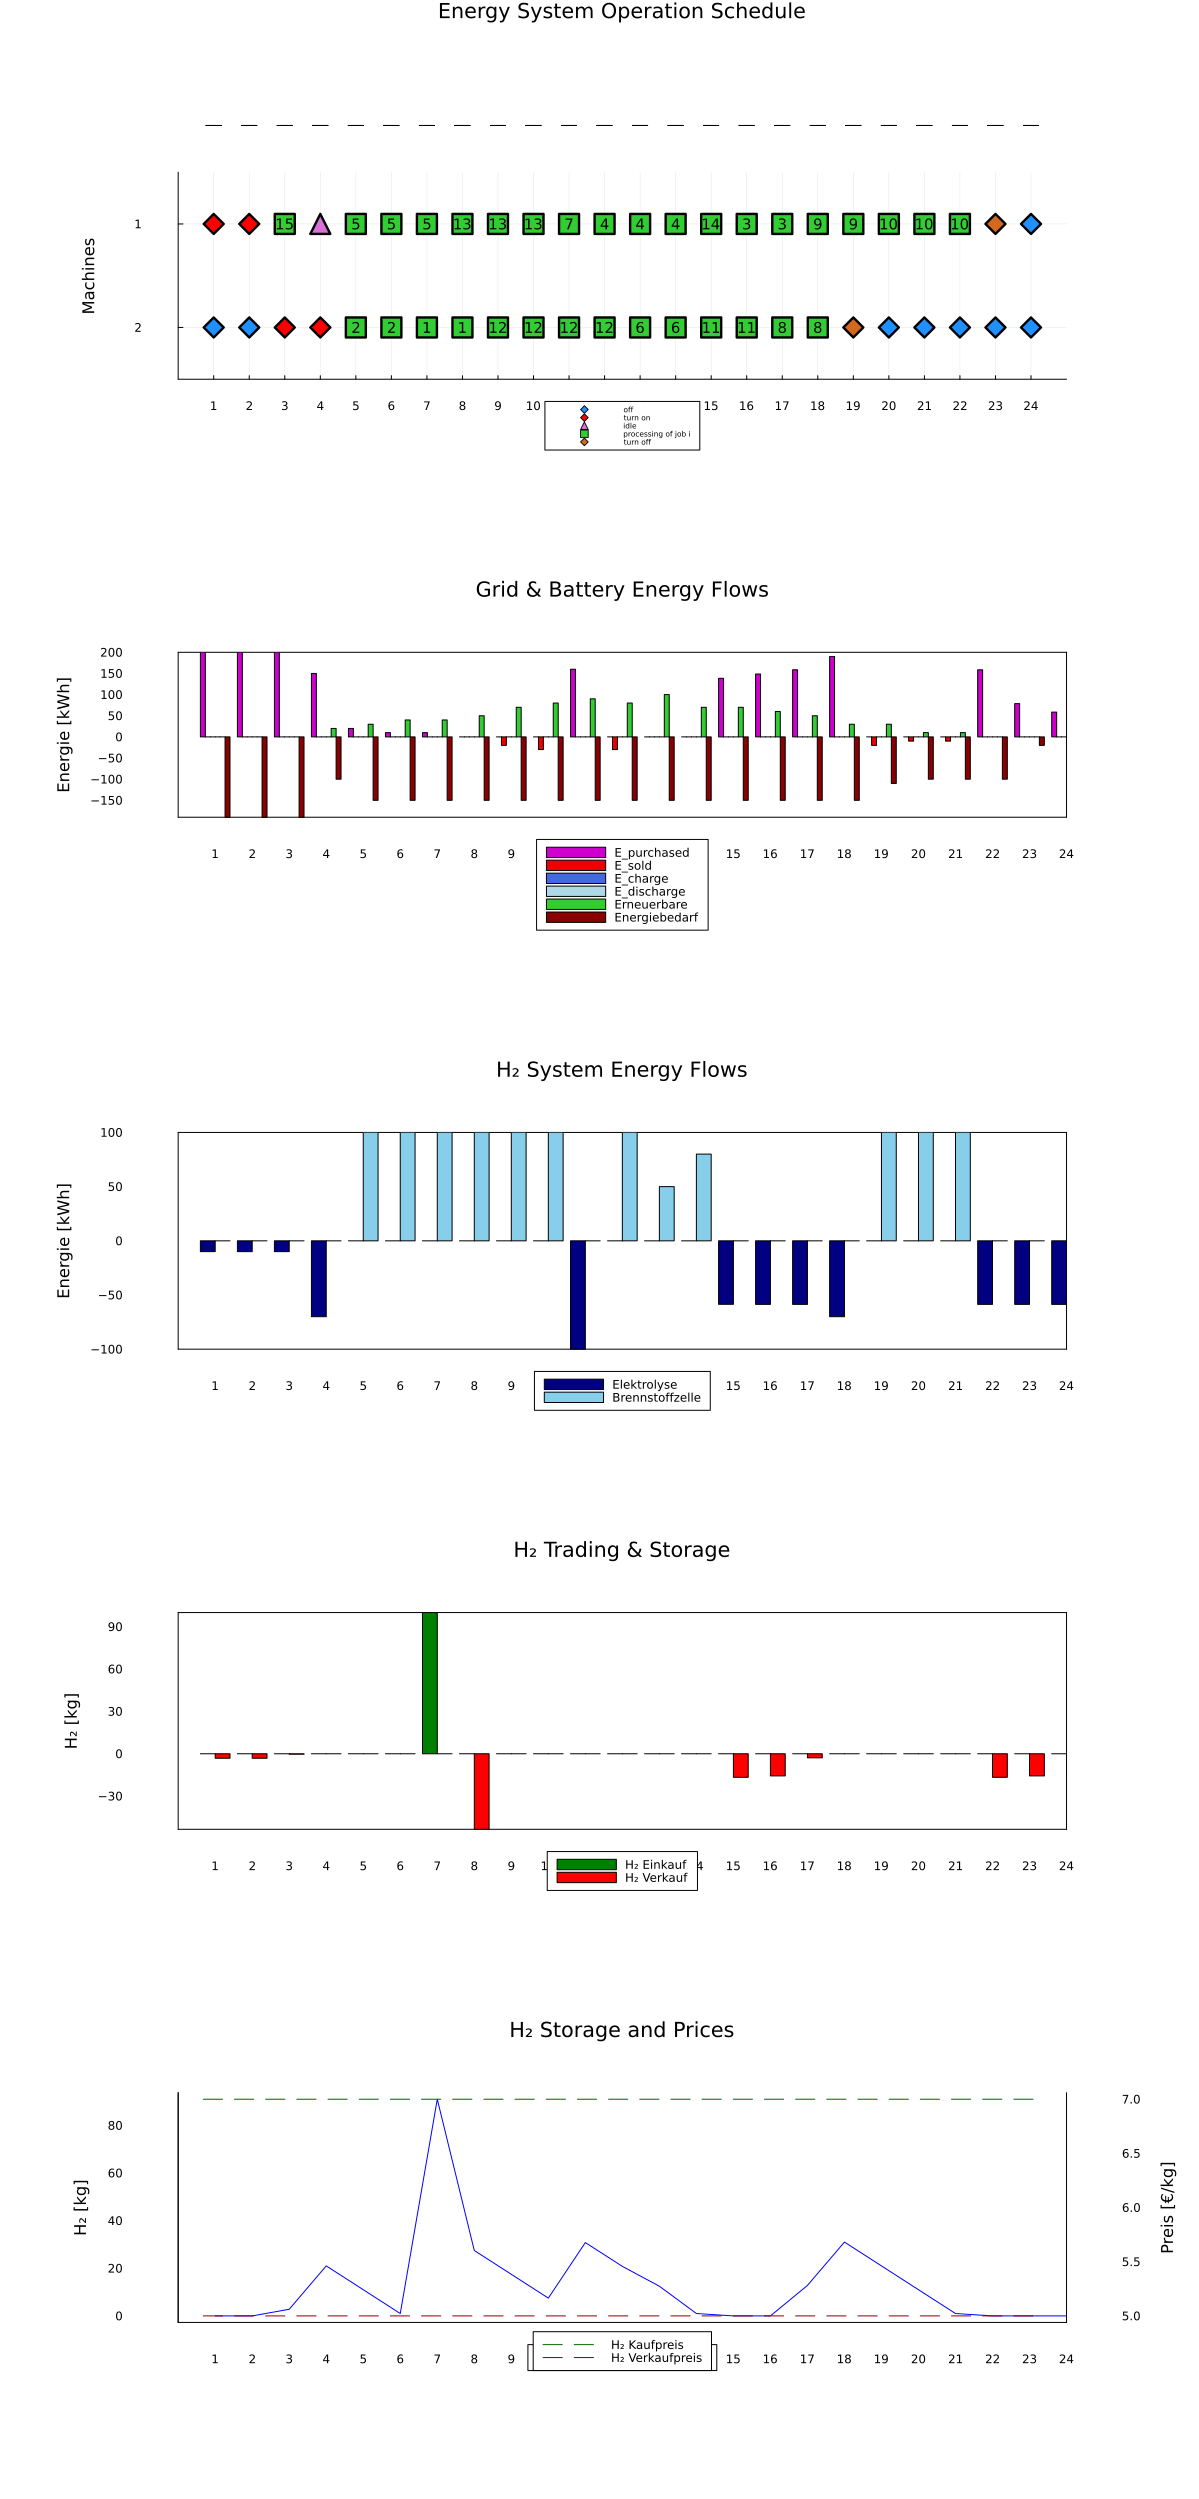 Energy System Operation Schedule
Machines
1
15 5 5 5 13 13 13 7 4 4 4 14 3 3 9 9 10 10 10
2
2 2 1 1 12 12 12 12 6 6 11 11 8 8
1 2 3 4 5 6 7 8 9 10 15 16 17 18 19 20 21 22 23 24
off
turn on
idle
processing of job i
turn off
Grid & Battery Energy Flows
Energie [kWh]
200
150
100
50
0
−50
−100
−150
1 2 3 4 5 6 7 8 9 15 16 17 18 19 20 21 22 23 24
E_purchased
E_sold
E_charge
E_discharge
Erneuerbare
Energiebedarf
H₂ System Energy Flows
Energie [kWh]
100
50
0
−50
−100
1 2 3 4 5 6 7 8 9 15 16 17 18 19 20 21 22 23 24
Elektrolyse
Brennstoffzelle
H₂ Trading & Storage
H₂ [kg]
90
60
30
0
−30
1 2 3 4 5 6 7 8 9 1 4 15 16 17 18 19 20 21 22 23 24
H₂ Einkauf
H₂ Verkauf
H₂ Storage and Prices
H₂ [kg]
80
60
40
20
0
7.0
6.5
6.0
5.5
5.0
Preis [€/kg]
1 2 3 4 5 6 7 8 9 15 16 17 18 19 20 21 22 23 24
H₂ Kaufpreis
H₂ Verkaufpreis